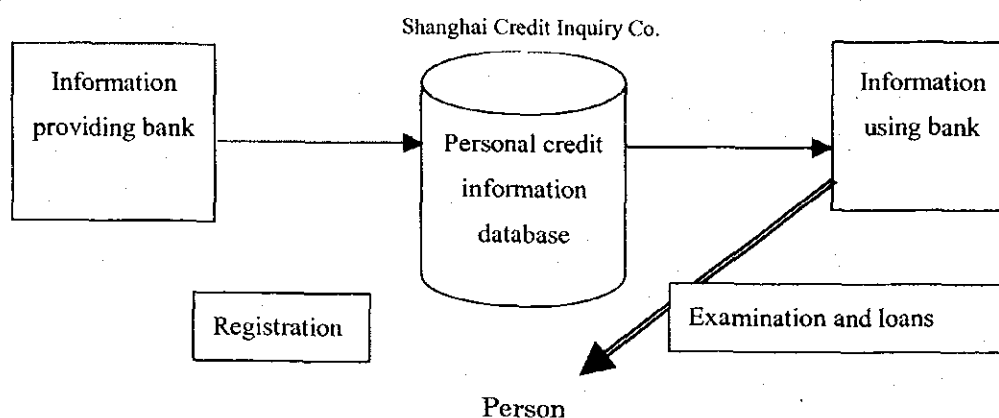 Shanghai Credit Inquiry Co.
Information
providing bank
Personal credit
information
database
Information
using bank
Registration
Examination and loans
Person